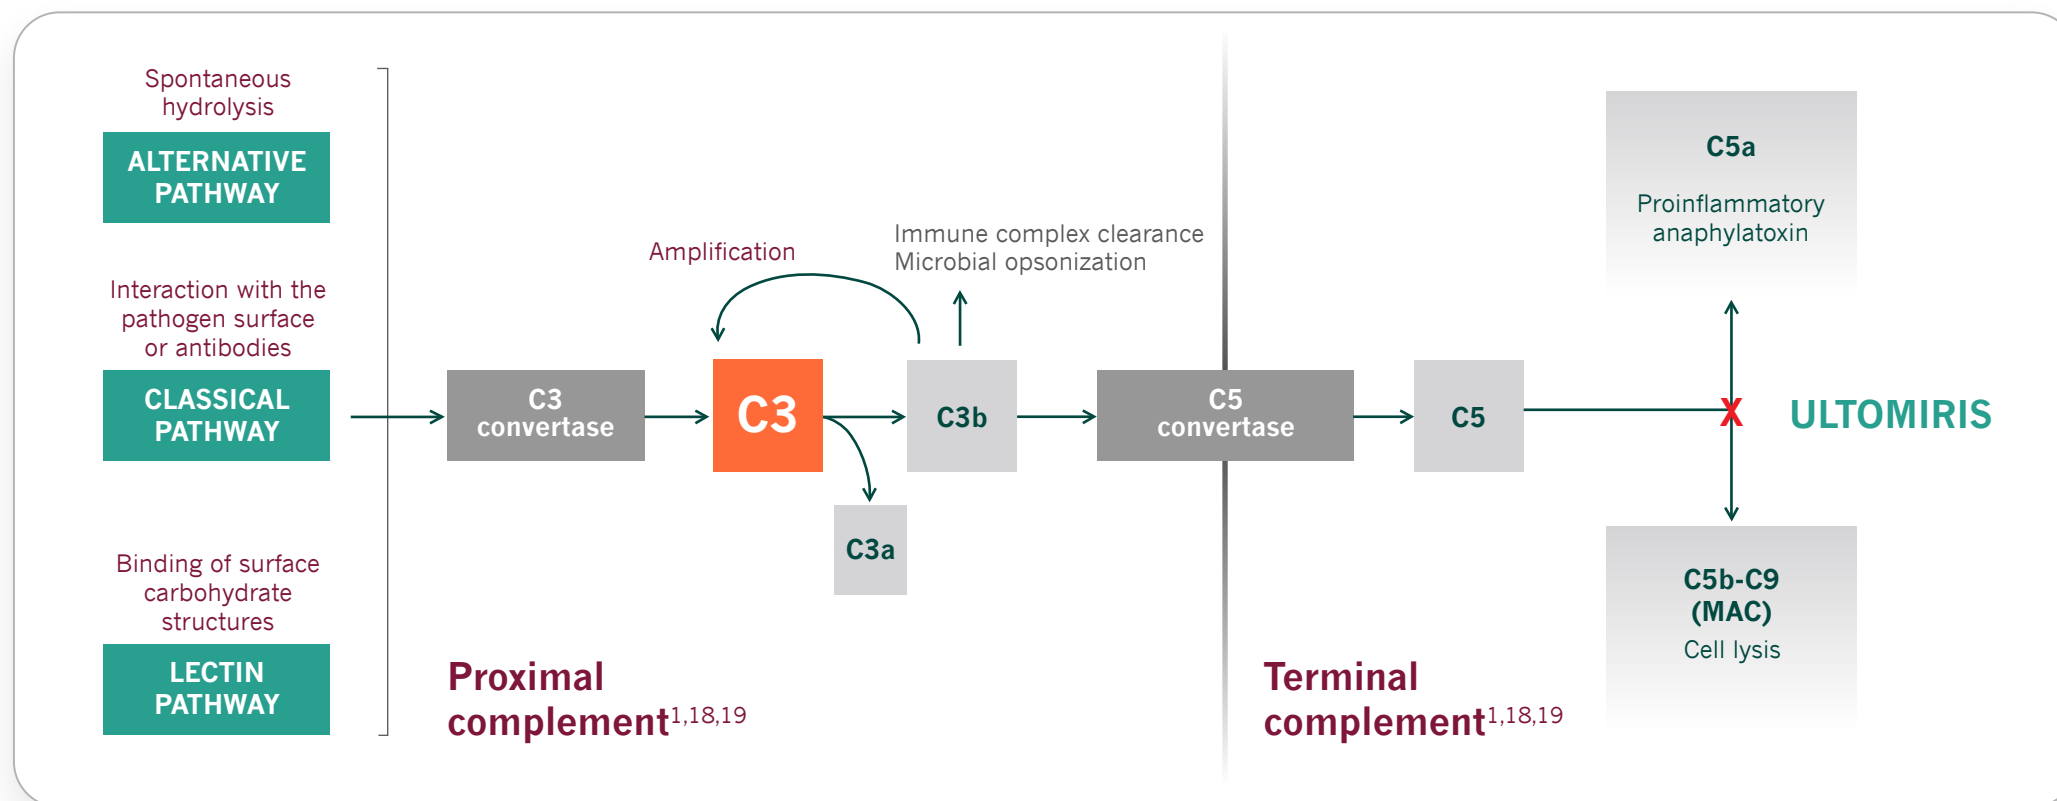 Spontaneous
hydrolysis
ALTERNATIVE
PATHWAY
Interaction with the
pathogen surface
or antibodies
CLASSICAL
PATHWAY
Binding of surface
carbohydrate
structures
LECTIN
PATHWAY
C3
convertase
Amplification
C3
Immune complex clearance
Microbial opsonization
C3b
C3a
Proximal
complement1,18,19
C5
convertase
C5
Terminal
complement1,18,19
C5a
Proinflammatory
anaphylatoxin
X
ULTOMIRIS
C5b-C9
(MAC)
Cell lysis